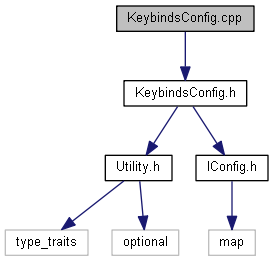 KeybindsConfig.cpp
KeybindsConfig.h
Utility.h
IConfig.h
type_traits
optional
map